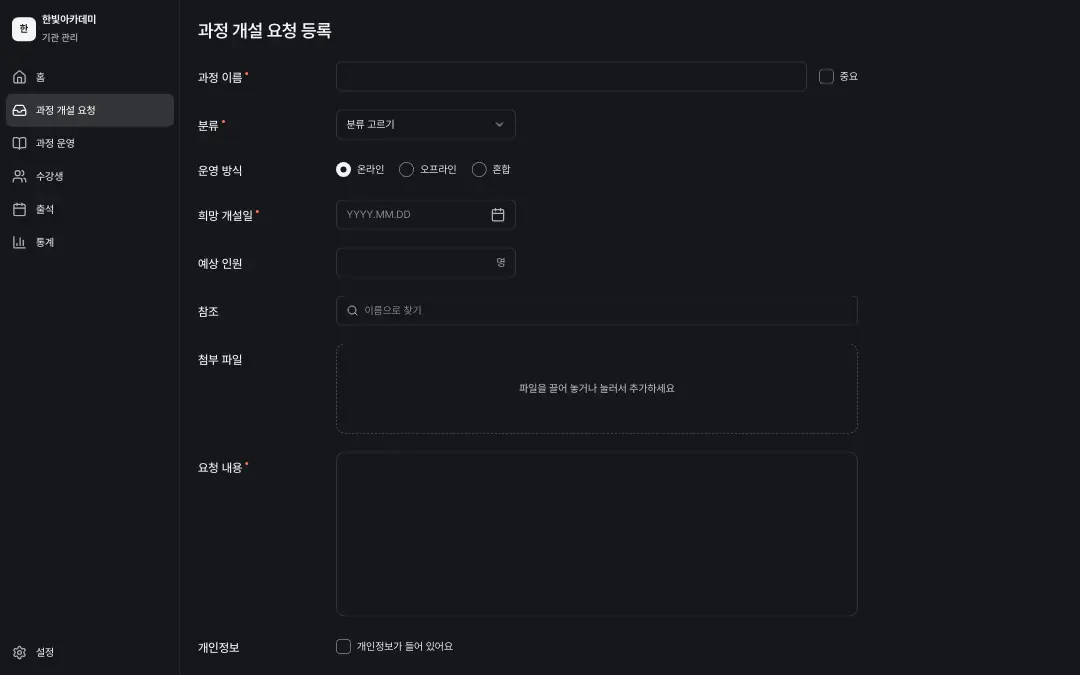 한
한빛아카데미
기관 관리
홈
과정 개설 요청
과정 운영
수강생
출석
통계
설정
과정 개설 요청 등록
과정 이름
중요
분류
분류 고르기
운영 방식
온라인 오프라인 혼합
희망 개설일
YYYY.MM.DD
예상 인원
명
참조
이름으로 찾기
첨부 파일
파일을 끌어 놓거나 눌러서 추가하세요
요청 내용
개인정보
개인정보가 들어 있어요